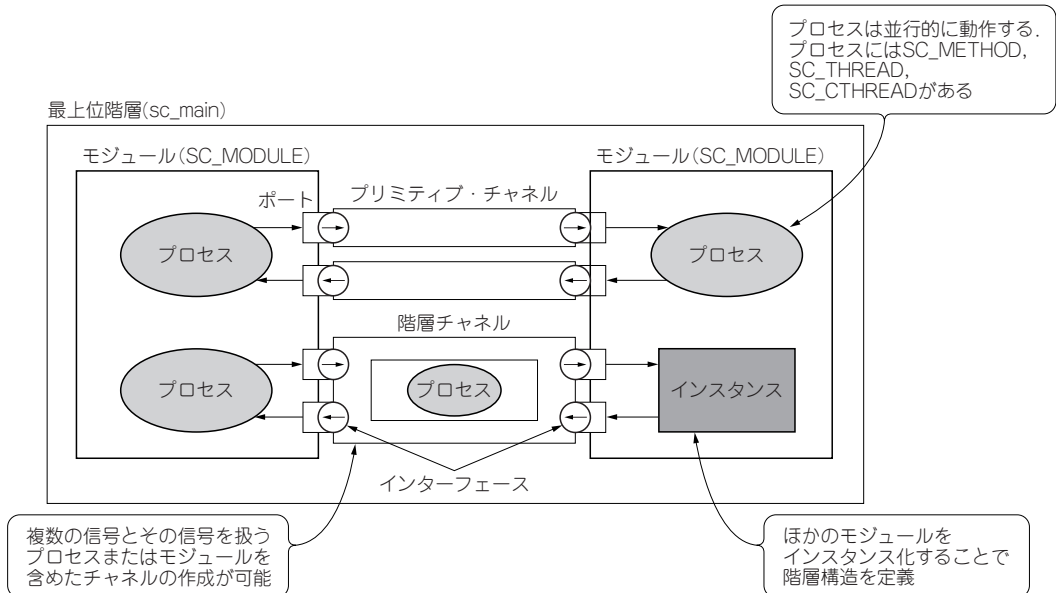 プロセスは並行的に動作する.
プロセスにはSC_METHOD,
SC_THREAD,
SC_CTHREADがある
最上位階層(sc_main)
モジュール(SC_MODULE)
モジュール(SC_MODULE)
ポート
プリミティブ・チャネル
プロセス
プロセス
階層チャネル
プロセス
プロセス
インスタンス
インターフェース
複数の信号とその信号を扱う
プロセスまたはモジュールを
含めたチャネルの作成が可能
ほかのモジュールを
インスタンス化することで
階層構造を定義